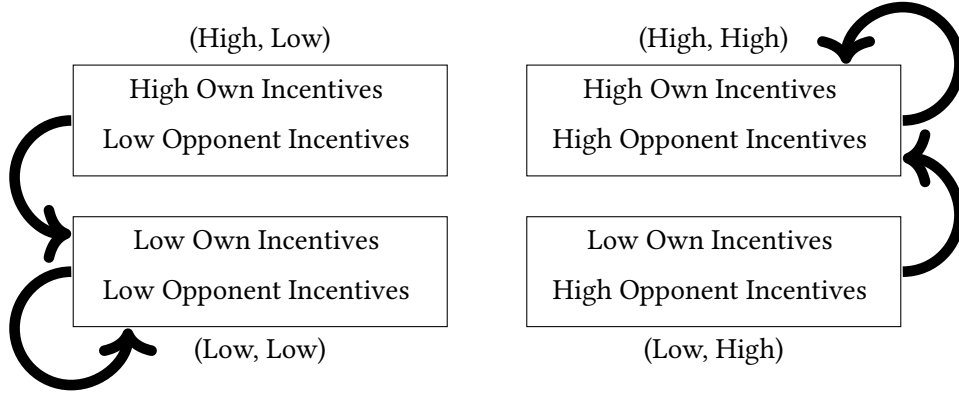 (High, Low)
High Own Incentives
Low Opponent Incentives
Low Own Incentives
Low Opponent Incentives
(Low, Low)
(High, High)
High Own Incentives
High Opponent Incentives
Low Own Incentives
High Opponent Incentives
(Low, High)